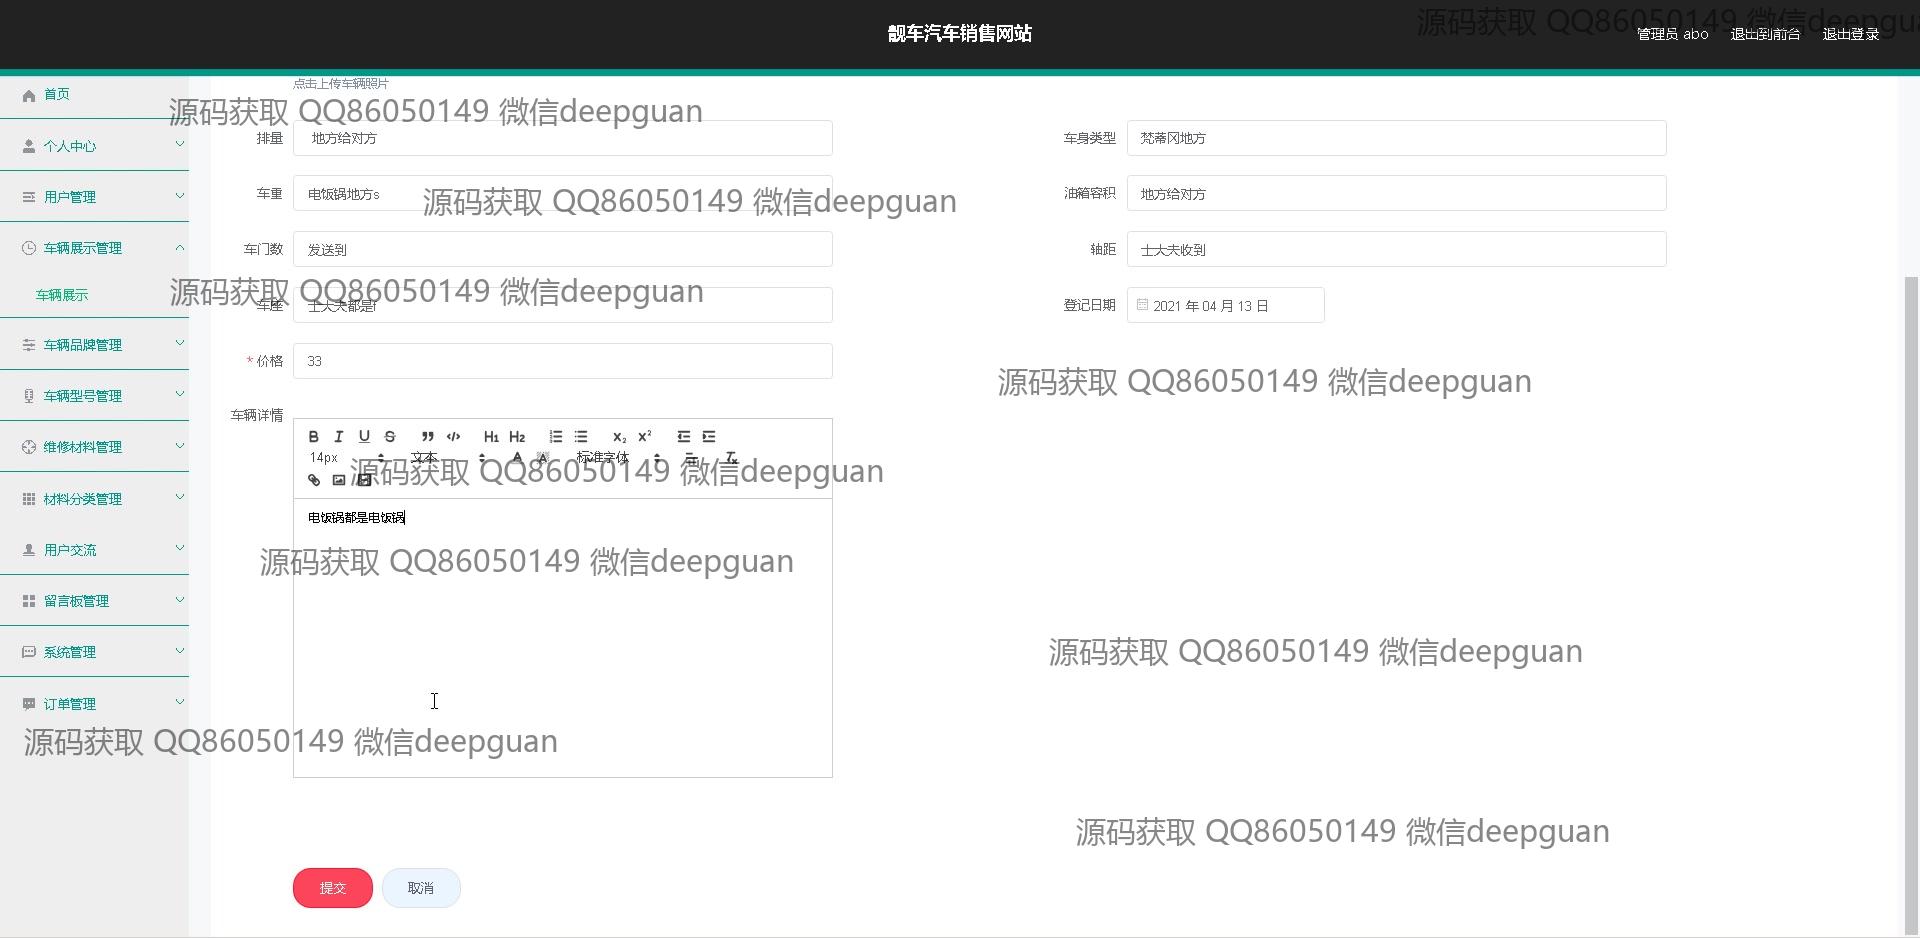 靓车汽车销售网站
源码获取 QQ86050149 微信deepgu
管理员 abo 退出到前台 退出登录
点击上传车辆照片
首页
源码获取 QQ86050149 微信deepguan
排量 地方给对方 车身类型 梵蒂冈地方
个人中心
车重 电饭锅地方s 油箱容积 地方给对方
用户管理
源码获取 QQ86050149 微信deepguan
车门数 发送到 轴距 士大夫收到
车辆展示管理
车辆展示
源码获取 QQ86050149 微信deepguan
车座 士大夫都是f 登记日期 2021 年 04 月 13 日
车辆品牌管理
* 价格 33
源码获取 QQ86050149 微信deepguan
车辆型号管理
车辆详情
B I U S ❞ </> H1 H2 X₂ X²
维修材料管理
14px 文本 A A 标准字体 Tx
源码获取 QQ86050149 微信deepguan
材料分类管理
电饭锅都是电饭锅
用户交流
源码获取 QQ86050149 微信deepguan
留言板管理
系统管理
源码获取 QQ86050149 微信deepguan
订单管理
源码获取 QQ86050149 微信deepguan
源码获取 QQ86050149 微信deepguan
提交 取消